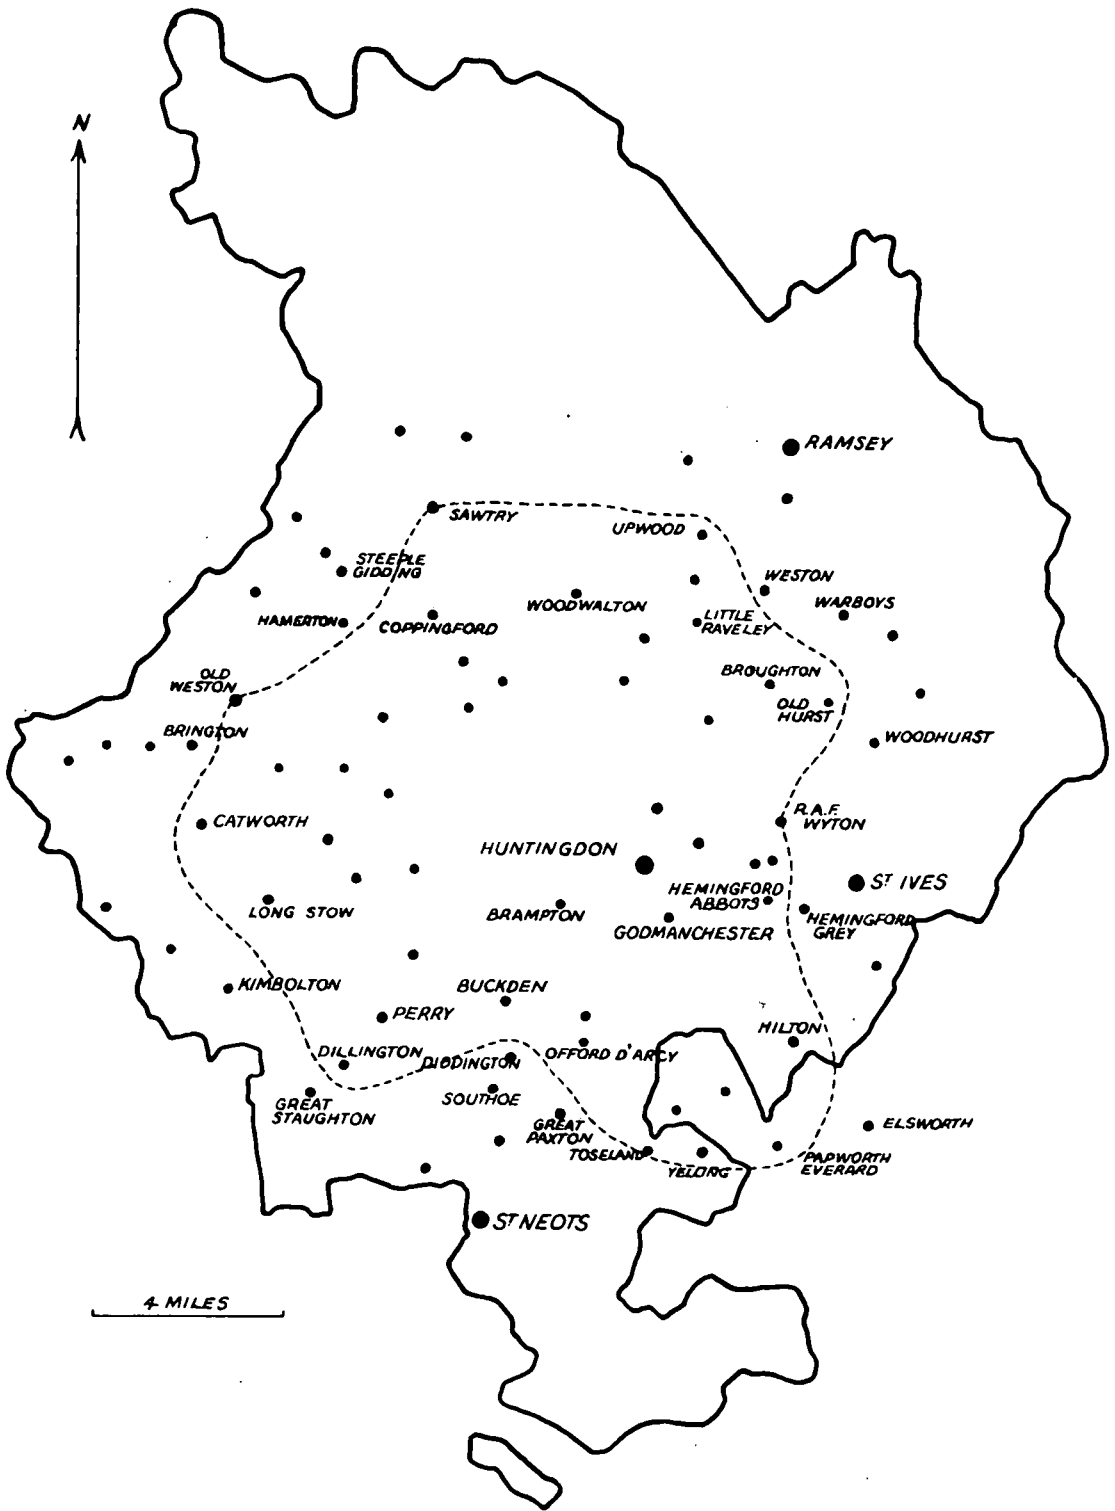 N
RAMSEY
SAWTRY
UPWOOD
STEEPLE
GIDDING
WESTON
WOODWALTON
WARBOYS
HAMERTON
COPPINGFORD
LITTLE
RAVELEY
OLD
WESTON
BROUGHTON
OLD
HURST
BRINGTON
WOODHURST
CATWORTH
R.A.F.
WYTON
HUNTINGDON
ST IVES
HEMINGFORD
ABBOTS
LONG STOW
BRAMPTON
GODMANCHESTER
HEMINGFORD
GREY
KIMBOLTON
BUCKDEN
PERRY
HILTON
DILLINGTON
DIDDINGTON
OFFORD D'ARCY
GREAT
STAUGHTON
SOUTHOE
GREAT
PAXTON
ELSWORTH
TOSELAND
YELLING
PAPWORTH
EVERARD
ST NEOTS
4 MILES